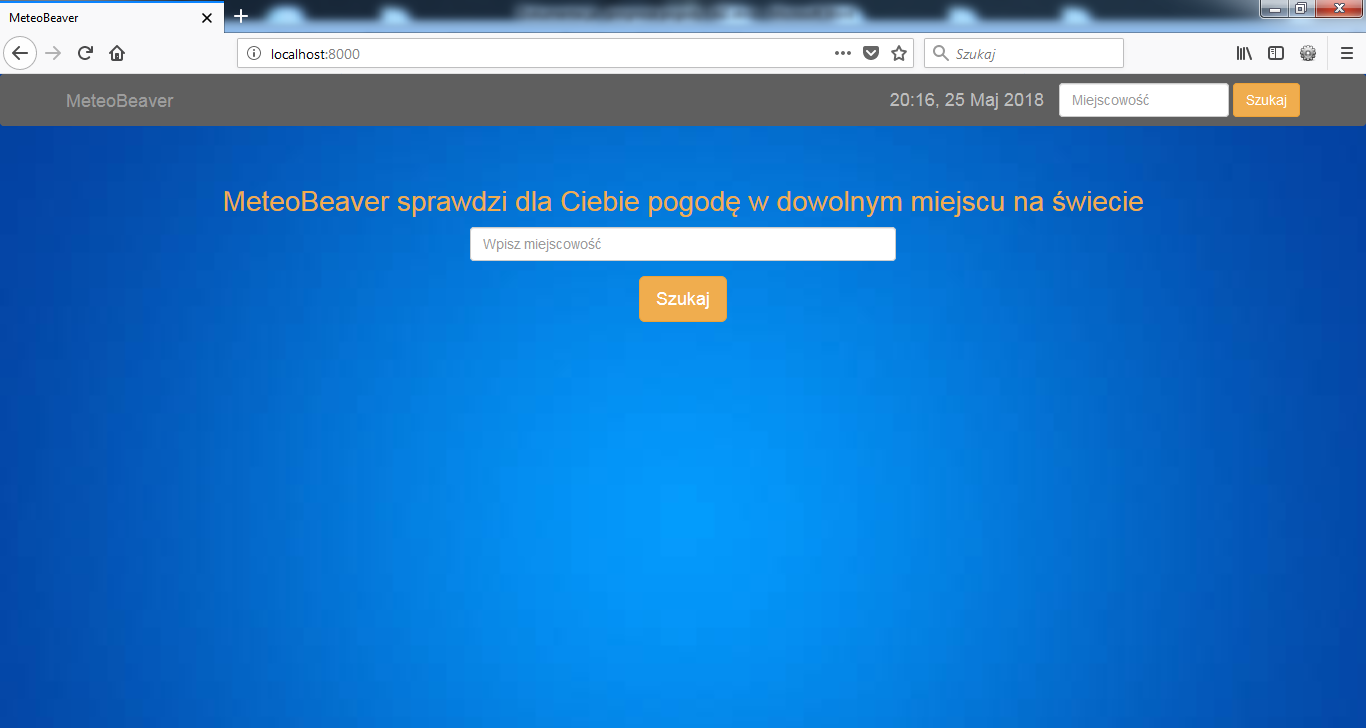 MeteoBeaver
localhost:8000
Szukaj
MeteoBeaver
20:16, 25 Maj 2018
Miejscowość
Szukaj
MeteoBeaver sprawdzi dla Ciebie pogodę w dowolnym miejscu na świecie
Wpisz miejscowość
Szukaj